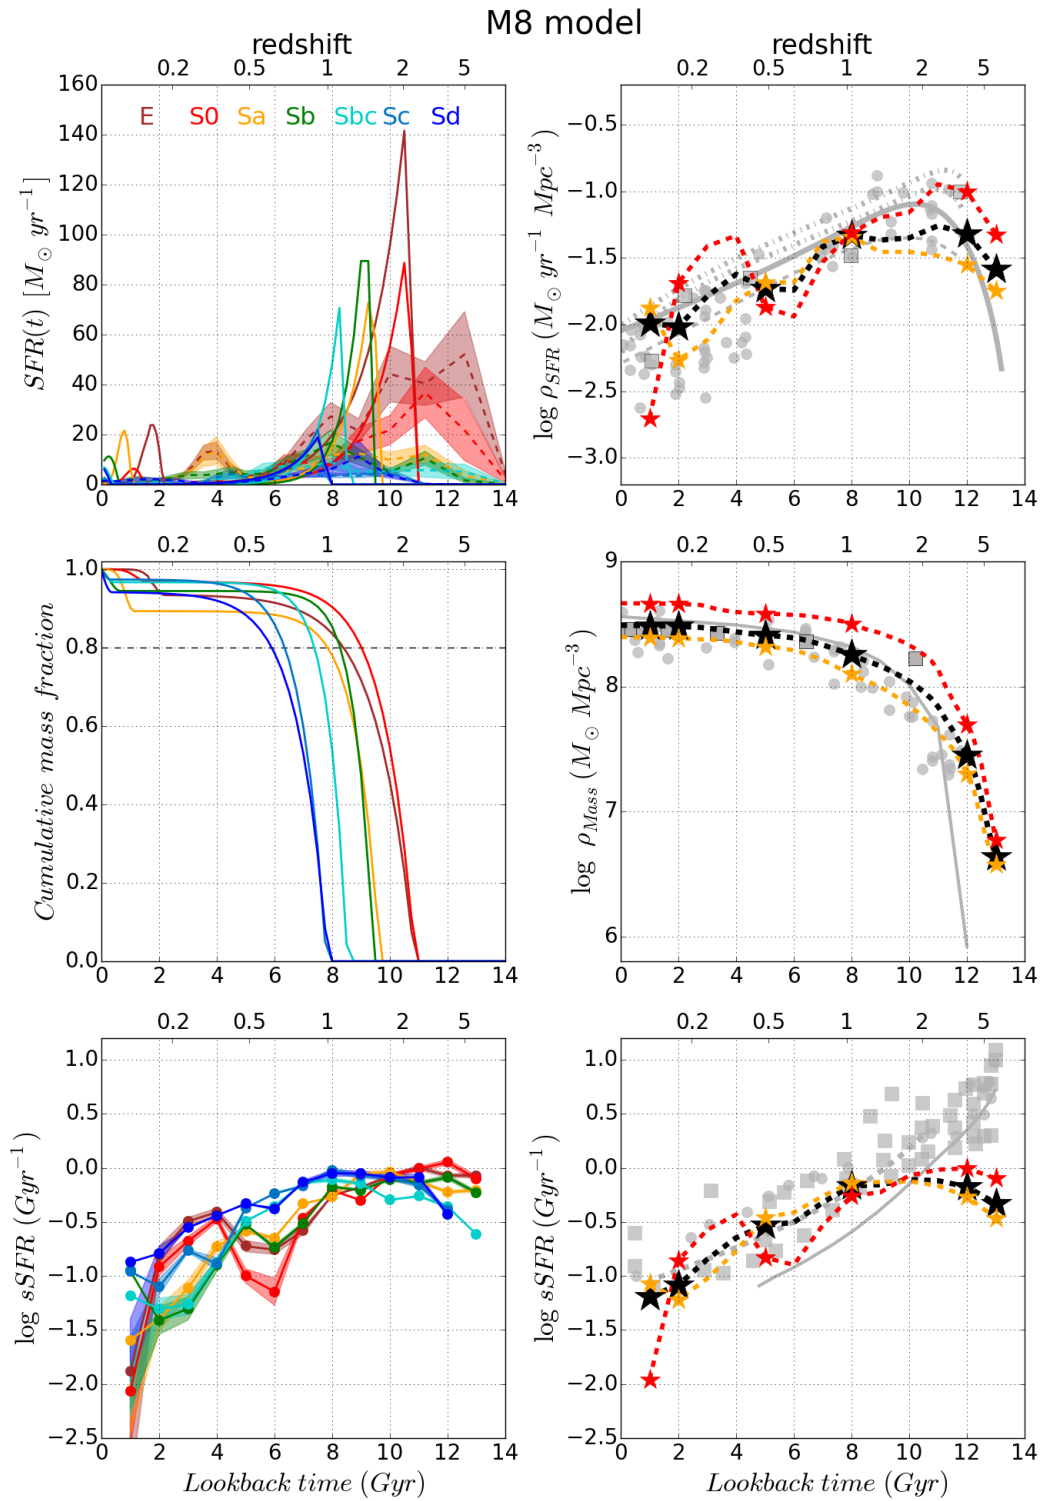 M8 model
redshift redshift
0.2 0.5 1 2 5 0.2 0.5 1 2 5
E S0 Sa Sb Sbc Sc Sd
SFR(t) [M⊙ yr⁻¹]
160
140
120
100
80
60
40
20
0
0 2 4 6 8 10 12 14
log ρSFR (M⊙ yr⁻¹ Mpc⁻³)
−0.5
−1.0
−1.5
−2.0
−2.5
−3.0
0 2 4 6 8 10 12 14
0.2 0.5 1 2 5 0.2 0.5 1 2 5
Cumulative mass fraction
1.0
0.8
0.6
0.4
0.2
0.0
0 2 4 6 8 10 12 14
log ρMass (M⊙ Mpc⁻³)
9
8
7
6
0 2 4 6 8 10 12 14
0.2 0.5 1 2 5 0.2 0.5 1 2 5
log sSFR (Gyr⁻¹)
1.0
0.5
0.0
−0.5
−1.0
−1.5
−2.0
−2.5
0 2 4 6 8 10 12 14
Lookback time (Gyr)
log sSFR (Gyr⁻¹)
1.0
0.5
0.0
−0.5
−1.0
−1.5
−2.0
−2.5
0 2 4 6 8 10 12 14
Lookback time (Gyr)